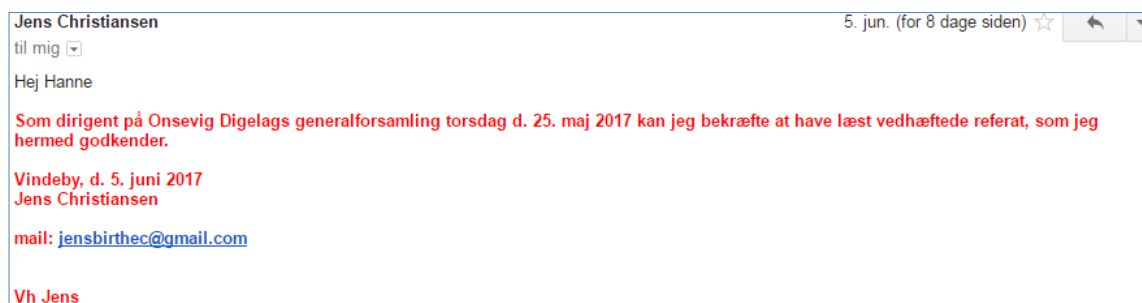 Jens Christiansen 5. jun. (for 8 dage siden)
til mig
Hej Hanne
Som dirigent på Onsevig Digelags generalforsamling torsdag d. 25. maj 2017 kan jeg bekræfte at have læst vedhæftede referat, som jeg
hermed godkender.
Vindeby, d. 5. juni 2017
Jens Christiansen
mail: jensbirthec@gmail.com
Vh Jens